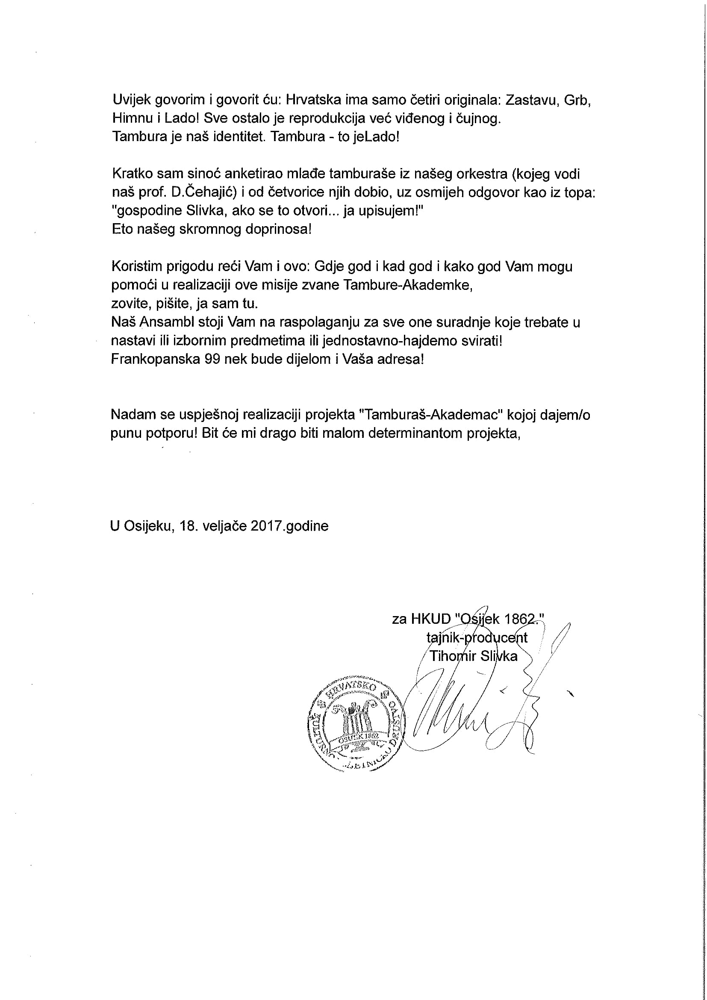 Uvijek govorim i govorit ću: Hrvatska ima samo četiri originala: Zastavu, Grb,
Himnu i Lado! Sve ostalo je reprodukcija već viđenog i čujnog.
Tambura je naš identitet. Tambura - to jeLado!
Kratko sam sinoć anketirao mlađe tamburaše iz našeg orkestra (kojeg vodi
naš prof. D.Čehajić) i od četvorice njih dobio, uz osmijeh odgovor kao iz topa:
"gospodine Slivka, ako se to otvori... ja upisujem!"
Eto našeg skromnog doprinosa!
Koristim prigodu reći Vam i ovo: Gdje god i kad god i kako god Vam mogu
pomoći u realizaciji ove misije zvane Tambure-Akademke,
zovite, pišite, ja sam tu.
Naš Ansambl stoji Vam na raspolaganju za sve one suradnje koje trebate u
nastavi ili izbornim predmetima ili jednostavno-hajdemo svirati!
Frankopanska 99 nek bude dijelom i Vaša adresa!
Nadam se uspješnoj realizaciji projekta "Tamburaš-Akademac" kojoj dajem/o
punu potporu! Bit će mi drago biti malom determinantom projekta,
U Osijeku, 18. veljače 2017.godine
za HKUD "Osijek 1862."
tajnik-producent
Tihomir Slivka
HRVATSKO
KULTURNO-
DRUŠTVO
OSIJEK 1862